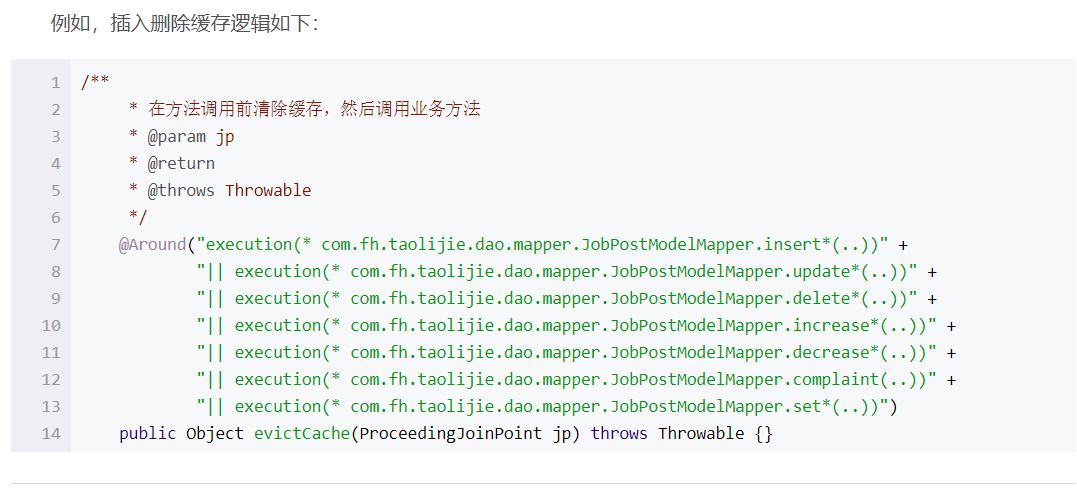 例如，插入删除缓存逻辑如下：
1 /**
2 * 在方法调用前清除缓存，然后调用业务方法
3 * @param jp
4 * @return
5 * @throws Throwable
6 */
7 @Around("execution(* com.fh.taolijie.dao.mapper.JobPostModelMapper.insert*(..))" +
8 "|| execution(* com.fh.taolijie.dao.mapper.JobPostModelMapper.update*(..))" +
9 "|| execution(* com.fh.taolijie.dao.mapper.JobPostModelMapper.delete*(..))" +
10 "|| execution(* com.fh.taolijie.dao.mapper.JobPostModelMapper.increase*(..))" +
11 "|| execution(* com.fh.taolijie.dao.mapper.JobPostModelMapper.decrease*(..))" +
12 "|| execution(* com.fh.taolijie.dao.mapper.JobPostModelMapper.complaint(..))" +
13 "|| execution(* com.fh.taolijie.dao.mapper.JobPostModelMapper.set*(..))")
14 public Object evictCache(ProceedingJoinPoint jp) throws Throwable {}